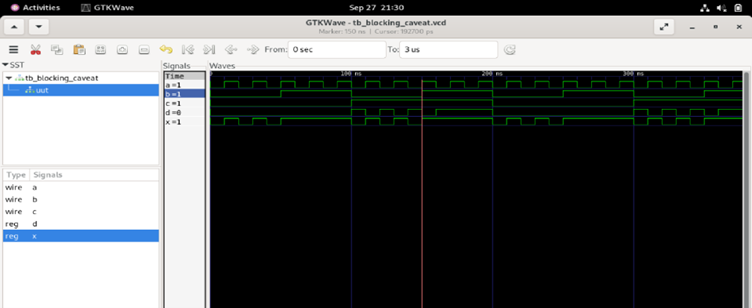 Activities GTKWave Sep 27 21:30
GTKWave - tb_blocking_caveat.vcd
Marker: 150 ns | Cursor: 192700 ps
From: 0 sec To: 3 us
SST
tb_blocking_caveat
uut
Type Signals
wire a
wire b
wire c
reg d
reg x
Signals
Time
a=1
b=1
c=1
d=0
x=1
Waves
0 100 ns 200 ns 300 ns